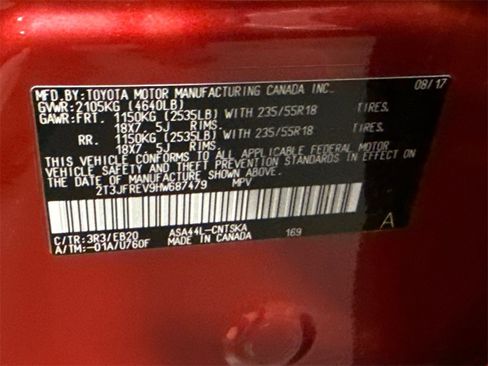 MFD.BY:TOYOTA MOTOR MANUFACTURING CANADA INC. 08/17
GVWR:2105KG (4640LB)
GAWR:FRT. 1150KG (2535LB) WITH 235/55R18 TIRES.
18X7 .5J RIMS.
RR. 1150KG (2535LB) WITH 235/55R18 TIRES.
18X7 .5J RIMS.
THIS VEHICLE CONFORMS TO ALL APPLICABLE FEDERAL MOTOR
VEHICLE SAFETY AND THEFT PREVENTION STANDARDS IN EFFECT ON
THE DATE OF MANUFACTURE SHOWN ABOVE.
2T3JFREV9HW687479 MPV
C/TR:3R3/EB20 ASA44L-CNTSKA A
A/TM:-01A/U760F MADE IN CANADA 169